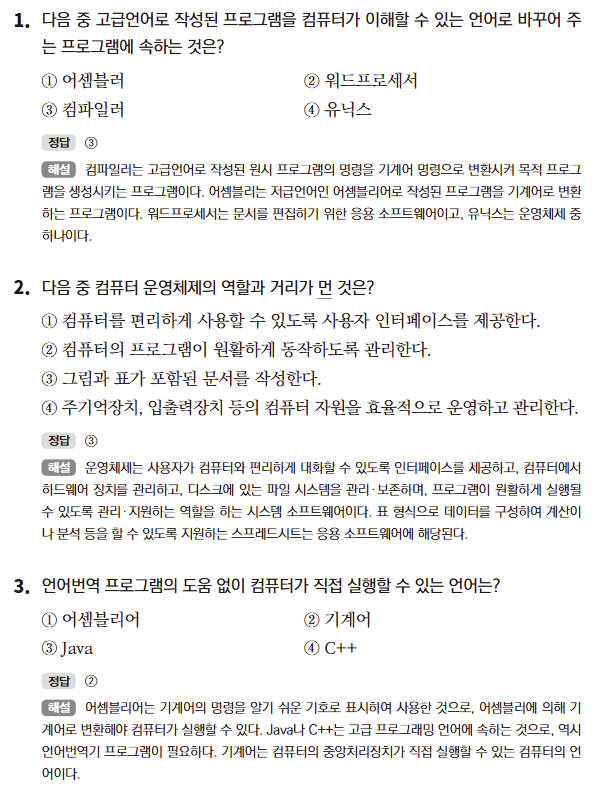 1. 다음 중 고급언어로 작성된 프로그램을 컴퓨터가 이해할 수 있는 언어로 바꾸어 주
는 프로그램에 속하는 것은?
① 어셈블러 ② 워드프로세서
③ 컴파일러 ④ 유닉스
정답 ③
해설 컴파일러는 고급언어로 작성된 원시 프로그램의 명령을 기계어 명령으로 변환시켜 목적 프로그
램을 생성시키는 프로그램이다. 어셈블러는 저급언어인 어셈블리어로 작성된 프로그램을 기계어로 변환
하는 프로그램이다. 워드프로세서는 문서를 편집하기 위한 응용 소프트웨어이고, 유닉스는 운영체제 중
하나이다.
2. 다음 중 컴퓨터 운영체제의 역할과 거리가 먼 것은?
① 컴퓨터를 편리하게 사용할 수 있도록 사용자 인터페이스를 제공한다.
② 컴퓨터의 프로그램이 원활하게 동작하도록 관리한다.
③ 그림과 표가 포함된 문서를 작성한다.
④ 주기억장치, 입출력장치 등의 컴퓨터 자원을 효율적으로 운영하고 관리한다.
정답 ③
해설 운영체제는 사용자가 컴퓨터와 편리하게 대화할 수 있도록 인터페이스를 제공하고, 컴퓨터에서
하드웨어 장치를 관리하고, 디스크에 있는 파일 시스템을 관리·보존하며, 프로그램이 원활하게 실행될
수 있도록 관리·지원하는 역할을 하는 시스템 소프트웨어이다. 표 형식으로 데이터를 구성하여 계산이
나 분석 등을 할 수 있도록 지원하는 스프레드시트는 응용 소프트웨어에 해당된다.
3. 언어번역 프로그램의 도움 없이 컴퓨터가 직접 실행할 수 있는 언어는?
① 어셈블리어 ② 기계어
③ Java ④ C++
정답 ②
해설 어셈블리어는 기계어의 명령을 알기 쉬운 기호로 표시하여 사용한 것으로, 어셈블러에 의해 기
계어로 변환해야 컴퓨터가 실행할 수 있다. Java나 C++는 고급 프로그래밍 언어에 속하는 것으로, 역시
언어번역기 프로그램이 필요하다. 기계어는 컴퓨터의 중앙처리장치가 직접 실행할 수 있는 컴퓨터의 언
어이다.